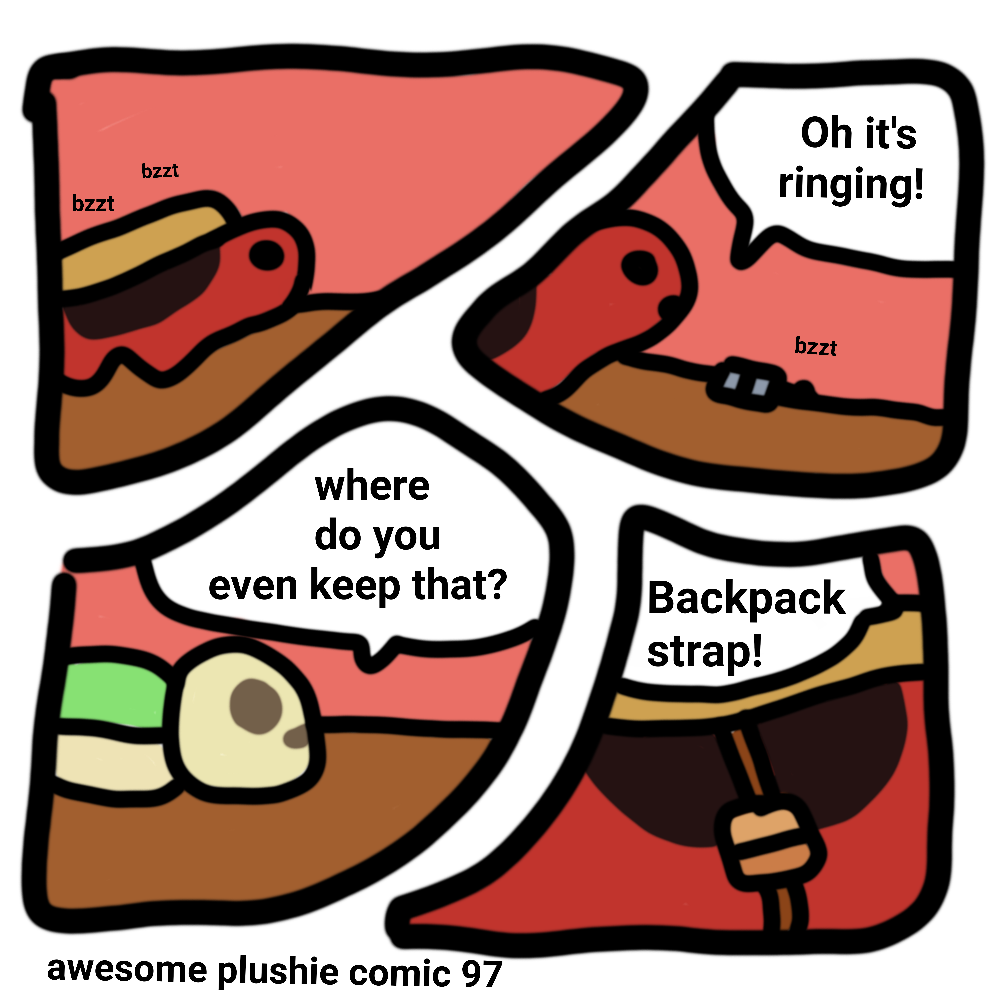 bzzt
bzzt
Oh it's
ringing!
bzzt
where
do you
even keep that?
Backpack
strap!
awesome plushie comic 97